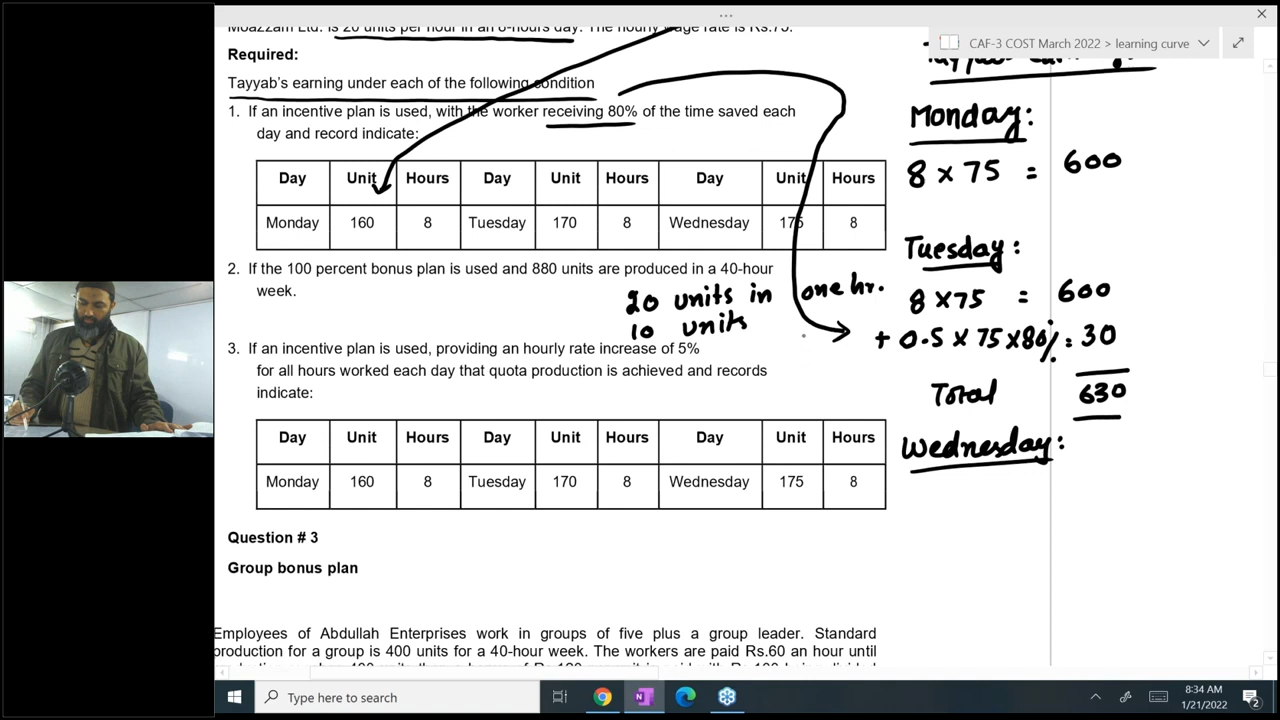 CAF-3 COST March 2022 > learning curve
Moazzam Ltd. is 20 units per hour in an 8-hours day. The hourly wage rate is Rs.75.
Required:
Tayyab's earning under each of the following condition
1. If an incentive plan is used, with the worker receiving 80% of the time saved each
day and record indicate:
Day Unit Hours Day Unit Hours Day Unit Hours
Monday 160 8 Tuesday 170 8 Wednesday 175 8
2. If the 100 percent bonus plan is used and 880 units are produced in a 40-hour
week.
20 units in one hr.
10 units
3. If an incentive plan is used, providing an hourly rate increase of 5%
for all hours worked each day that quota production is achieved and records
indicate:
Day Unit Hours Day Unit Hours Day Unit Hours
Monday 160 8 Tuesday 170 8 Wednesday 175 8
Question # 3
Group bonus plan
Employees of Abdullah Enterprises work in groups of five plus a group leader. Standard
production for a group is 400 units for a 40-hour week. The workers are paid Rs.60 an hour until
Monday:
8 × 75 = 600
Tuesday:
8 × 75 = 600
+ 0.5 × 75 × 80% = 30
Total 630
Wednesday:
Type here to search
8:34 AM
1/21/2022
2